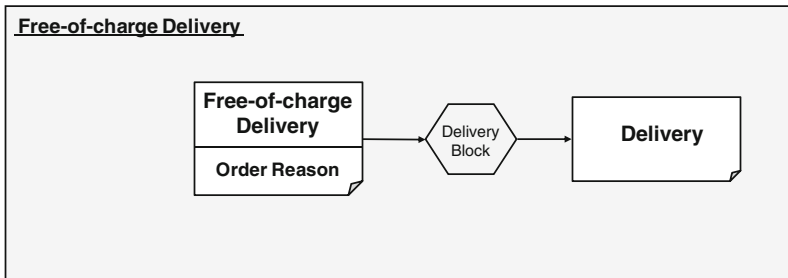 Free-of-charge Delivery
Free-of-charge
Delivery
Order Reason
Delivery
Block
Delivery